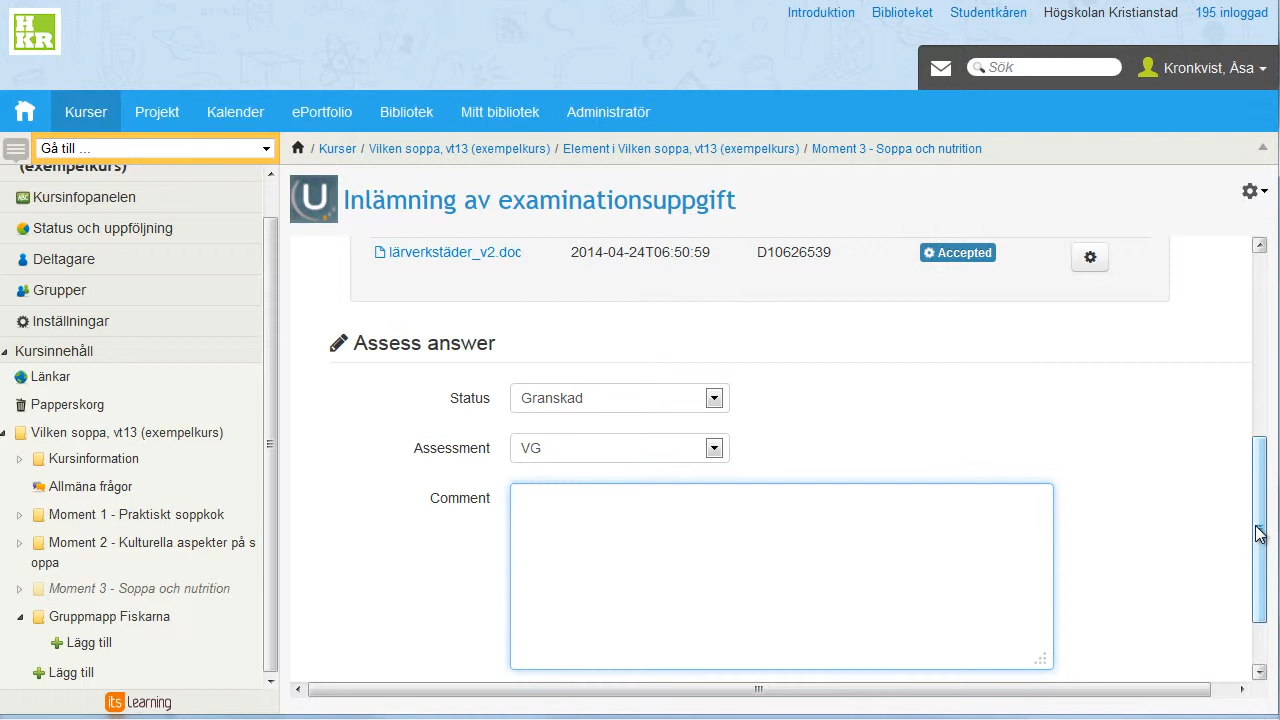 HKR
Introduktion Biblioteket Studentkåren Högskolan Kristianstad 195 inloggad
Sök Kronkvist, Åsa
Kurser Projekt Kalender ePortfolio Bibliotek Mitt bibliotek Administratör
Gå till ...
/ Kurser / Vilken soppa, vt13 (exempelkurs) / Element i Vilken soppa, vt13 (exempelkurs) / Moment 3 - Soppa och nutrition
(exempelkurs)
Kursinfopanelen
Status och uppföljning
Deltagare
Grupper
Inställningar
Kursinnehåll
Länkar
Papperskorg
Vilken soppa, vt13 (exempelkurs)
Kursinformation
Allmäna frågor
Moment 1 - Praktiskt soppkok
Moment 2 - Kulturella aspekter på s
oppa
Moment 3 - Soppa och nutrition
Gruppmapp Fiskarna
Lägg till
Lägg till
its Learning
U Inlämning av examinationsuppgift
lärverkstäder_v2.doc 2014-04-24T06:50:59 D10626539 Accepted
Assess answer
Status Granskad
Assessment VG
Comment